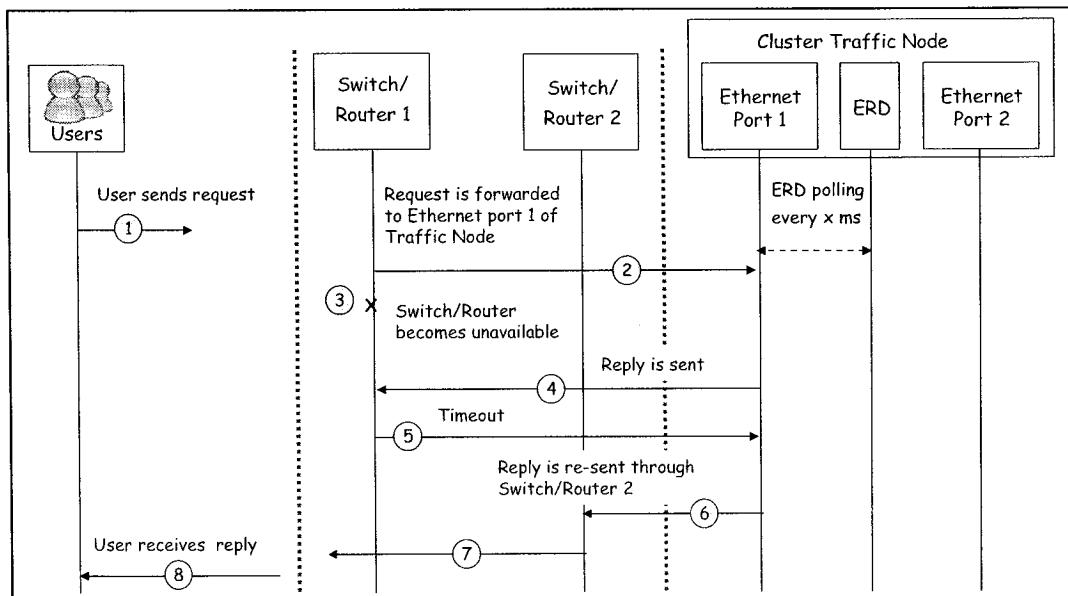 Cluster Traffic Node
Users
Switch/
Router 1
Switch/
Router 2
Ethernet
Port 1
ERD
Ethernet
Port 2
User sends request
1
Request is forwarded
to Ethernet port 1 of
Traffic Node
2
ERD polling
every x ms
3
x
Switch/Router
becomes unavailable
Reply is sent
4
Timeout
5
Reply is re-sent through
Switch/Router 2
6
7
User receives reply
8